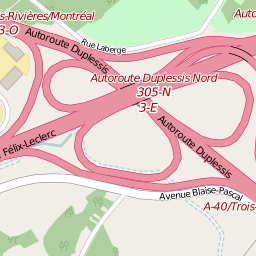 s-Rivières/Montréal
3-O
Autoroute Duplessis
Rue Laberge
Autoroute Duplessis Nord
305-N
3-E
Autoroute Duplessis
Félix-Leclerc
Avenue Blaise-Pascal
A-40/Trois-